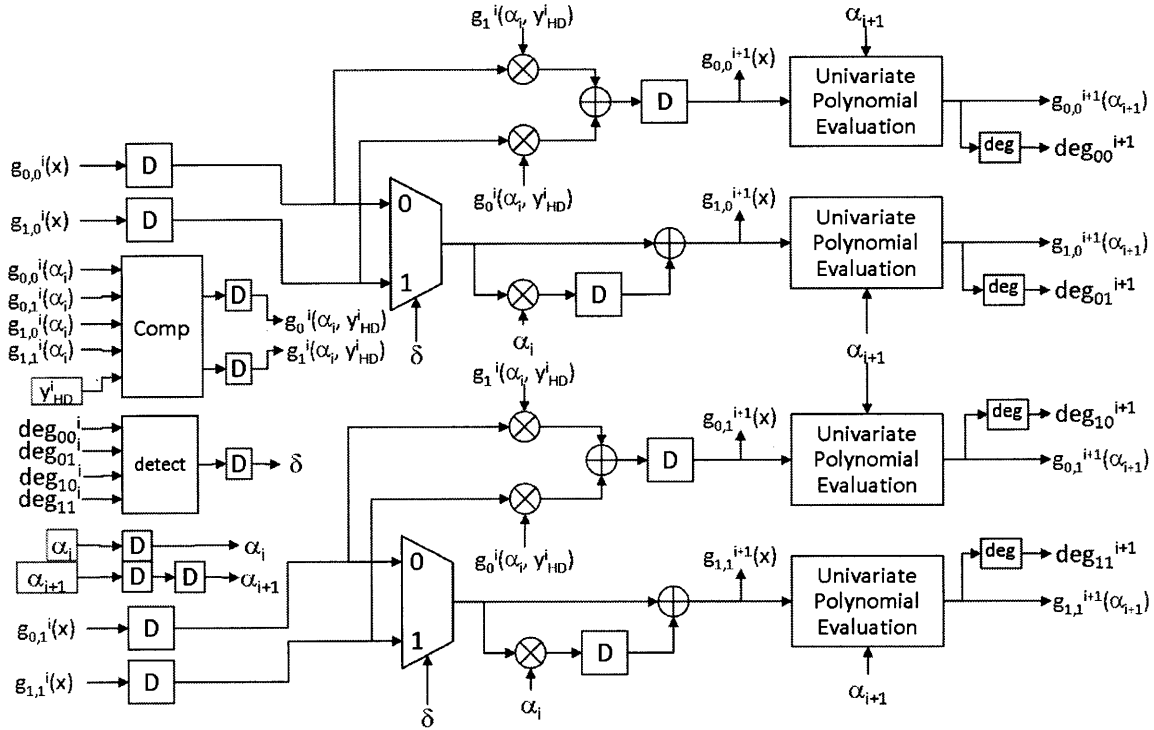 g₁ⁱ(αᵢ, yⁱHD)
αᵢ₊₁
g₀,₀ⁱ⁺¹(x)
Univariate
Polynomial
Evaluation
g₀,₀ⁱ⁺¹(αᵢ₊₁)
D
deg
deg₀₀ⁱ⁺¹
g₀,₀ⁱ(x)
D
g₀ⁱ(αᵢ, yⁱHD)
g₁,₀ⁱ(x)
D
0
1
δ
g₁,₀ⁱ⁺¹(x)
Univariate
Polynomial
Evaluation
g₁,₀ⁱ⁺¹(αᵢ₊₁)
D
αᵢ
deg
deg₀₁ⁱ⁺¹
g₀,₀ⁱ(αᵢ)
g₀,₁ⁱ(αᵢ)
g₁,₀ⁱ(αᵢ)
g₁,₁ⁱ(αᵢ)
yⁱHD
Comp
D
g₀ⁱ(αᵢ, yⁱHD)
D
g₁ⁱ(αᵢ, yⁱHD)
αᵢ₊₁
g₁ⁱ(αᵢ, yⁱHD)
g₀,₁ⁱ⁺¹(x)
deg
deg₁₀ⁱ⁺¹
deg₀₀ⁱ
deg₀₁ⁱ
deg₁₀ⁱ
deg₁₁ⁱ
detect
D
δ
D
Univariate
Polynomial
Evaluation
g₀,₁ⁱ⁺¹(αᵢ₊₁)
αᵢ
D
αᵢ
αᵢ₊₁
D
D
αᵢ₊₁
g₀ⁱ(αᵢ, yⁱHD)
g₀,₁ⁱ(x)
D
g₁,₁ⁱ(x)
D
0
1
δ
g₁,₁ⁱ⁺¹(x)
deg
deg₁₁ⁱ⁺¹
Univariate
Polynomial
Evaluation
g₁,₁ⁱ⁺¹(αᵢ₊₁)
D
αᵢ
αᵢ₊₁